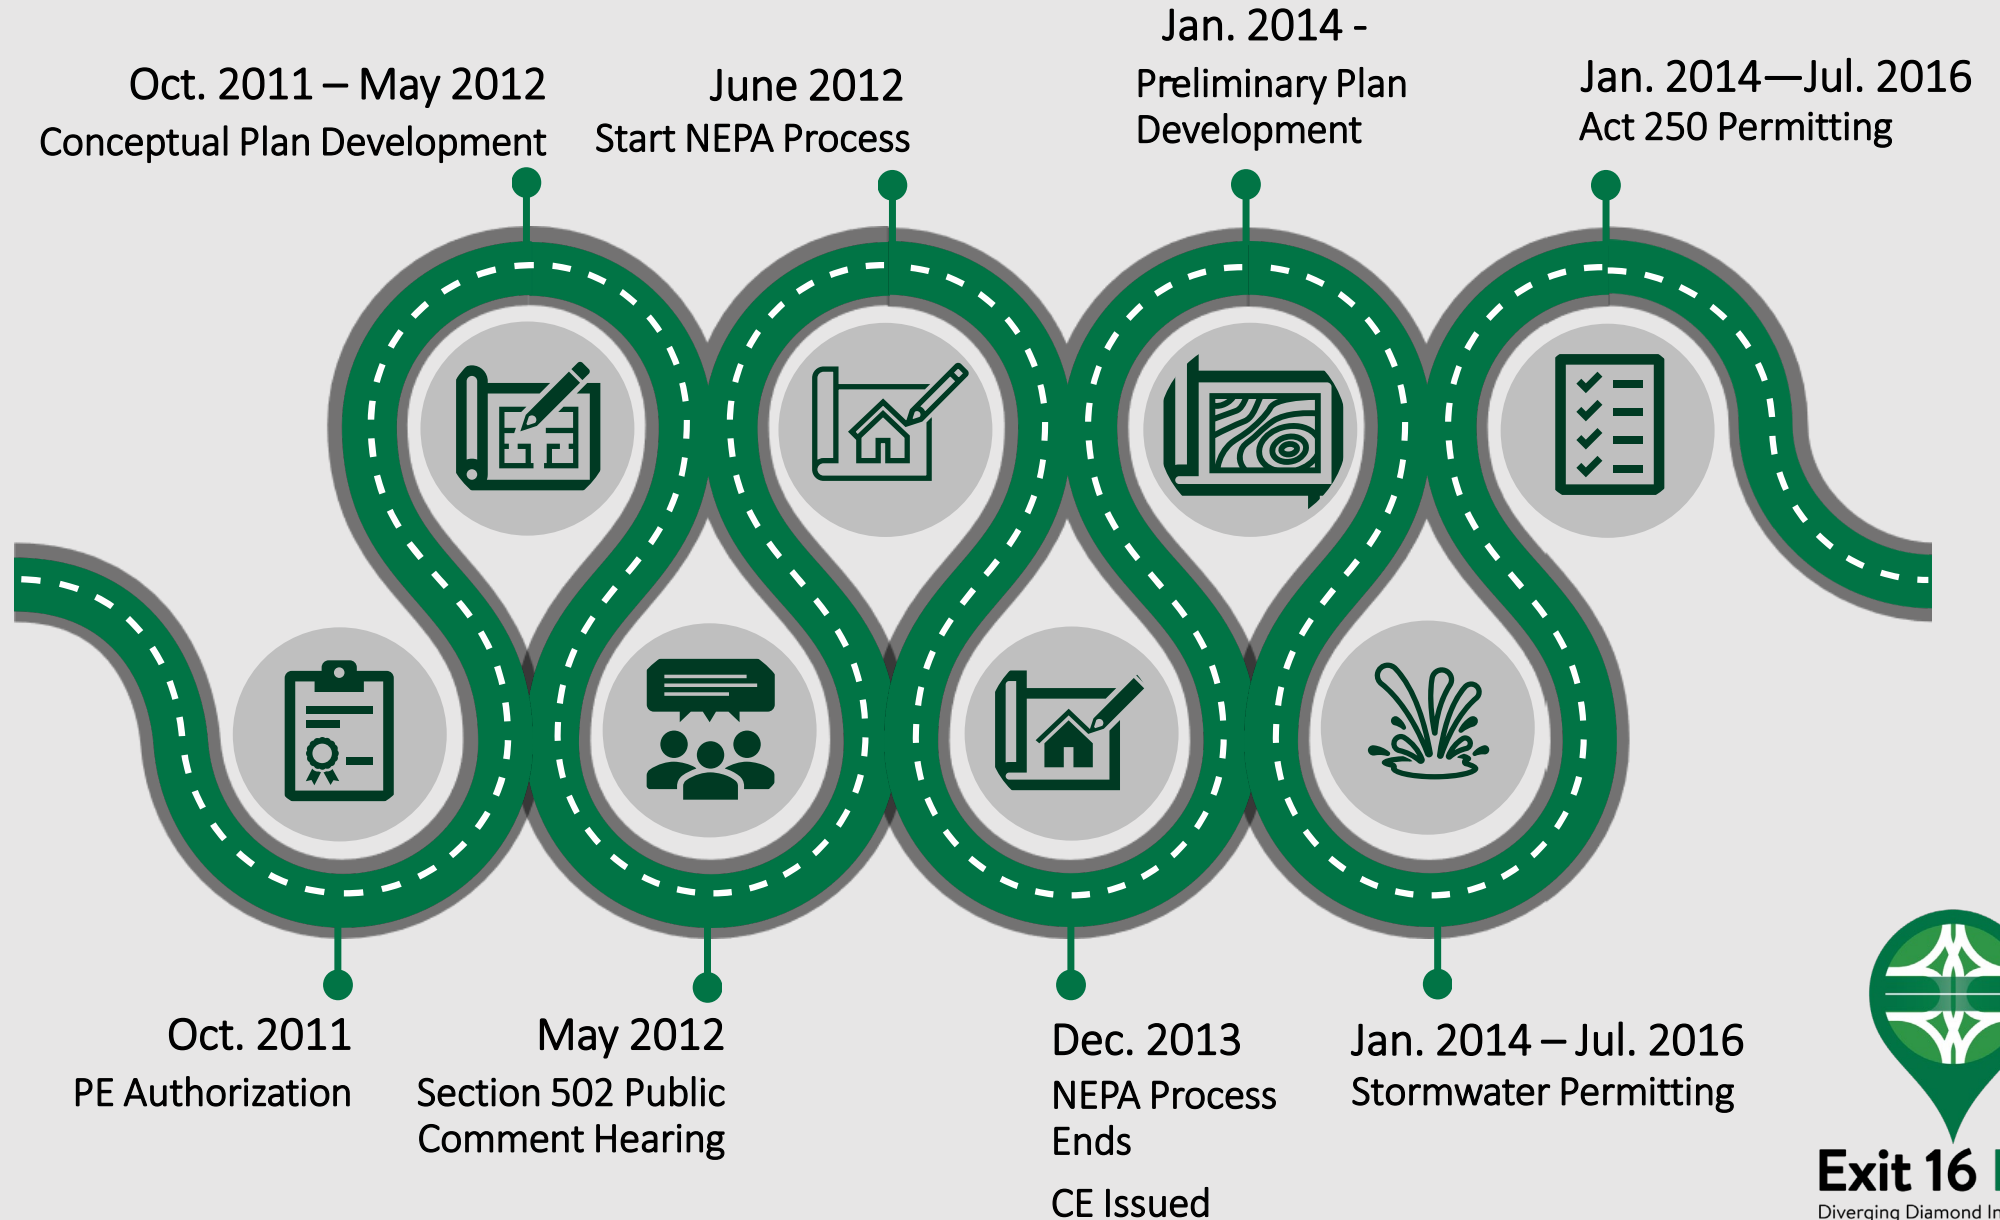 Oct. 2011 – May 2012
Conceptual Plan Development
June 2012
Start NEPA Process
Jan. 2014 -
Preliminary Plan
Development
Jan. 2014—Jul. 2016
Act 250 Permitting
Oct. 2011
PE Authorization
May 2012
Section 502 Public
Comment Hearing
Dec. 2013
NEPA Process
Ends
CE Issued
Jan. 2014 – Jul. 2016
Stormwater Permitting
Exit 16
Diverging Diamond